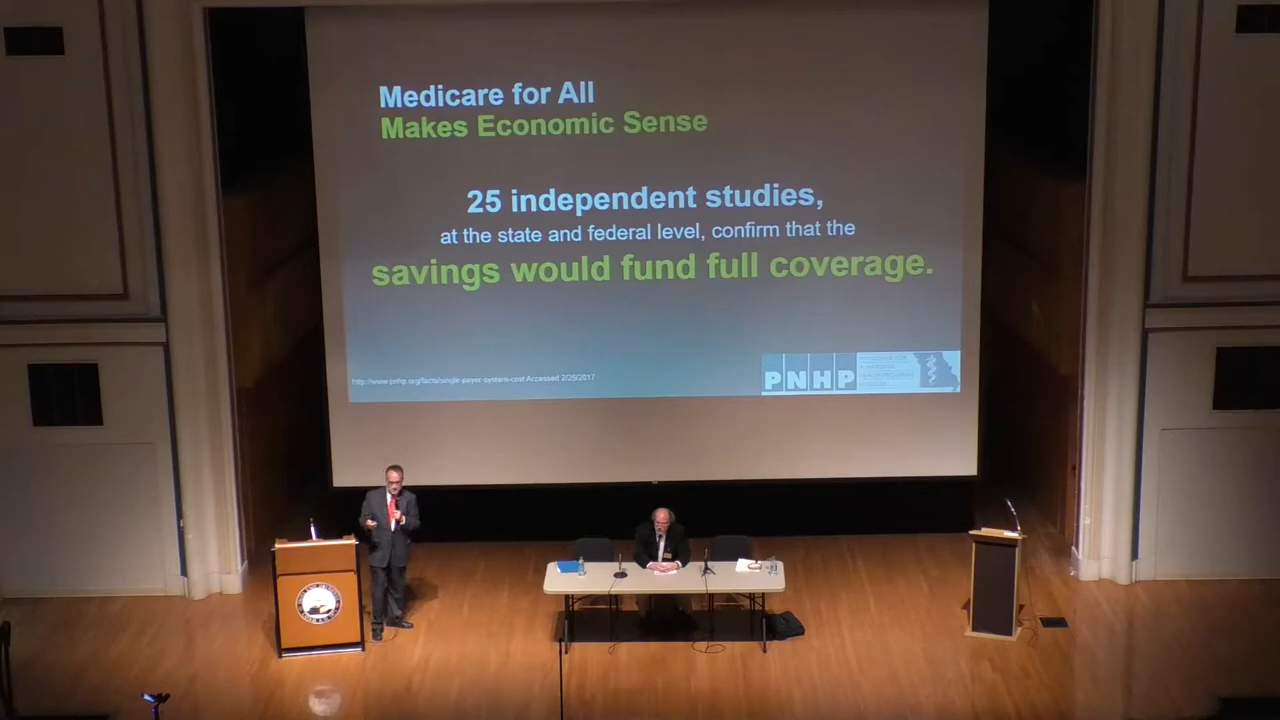 Medicare for All
Makes Economic Sense
25 independent studies,
at the state and federal level, confirm that the
savings would fund full coverage.
http://www.pnhp.org/facts/single-payer-system-cost Accessed 2/25/2017
PNHP